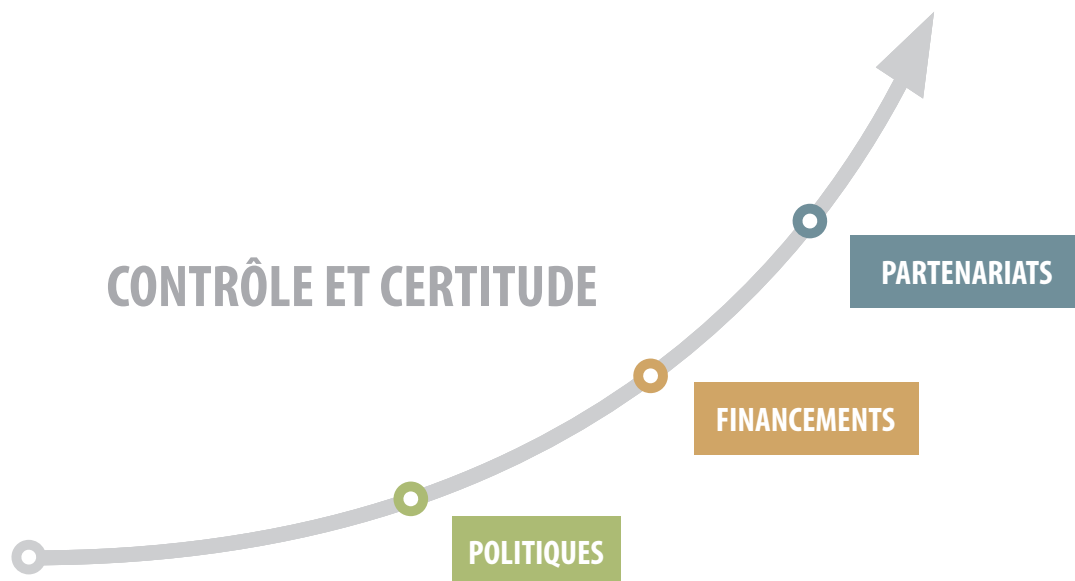 CONTRÔLE ET CERTITUDE
PARTENARIATS
FINANCEMENTS
POLITIQUES